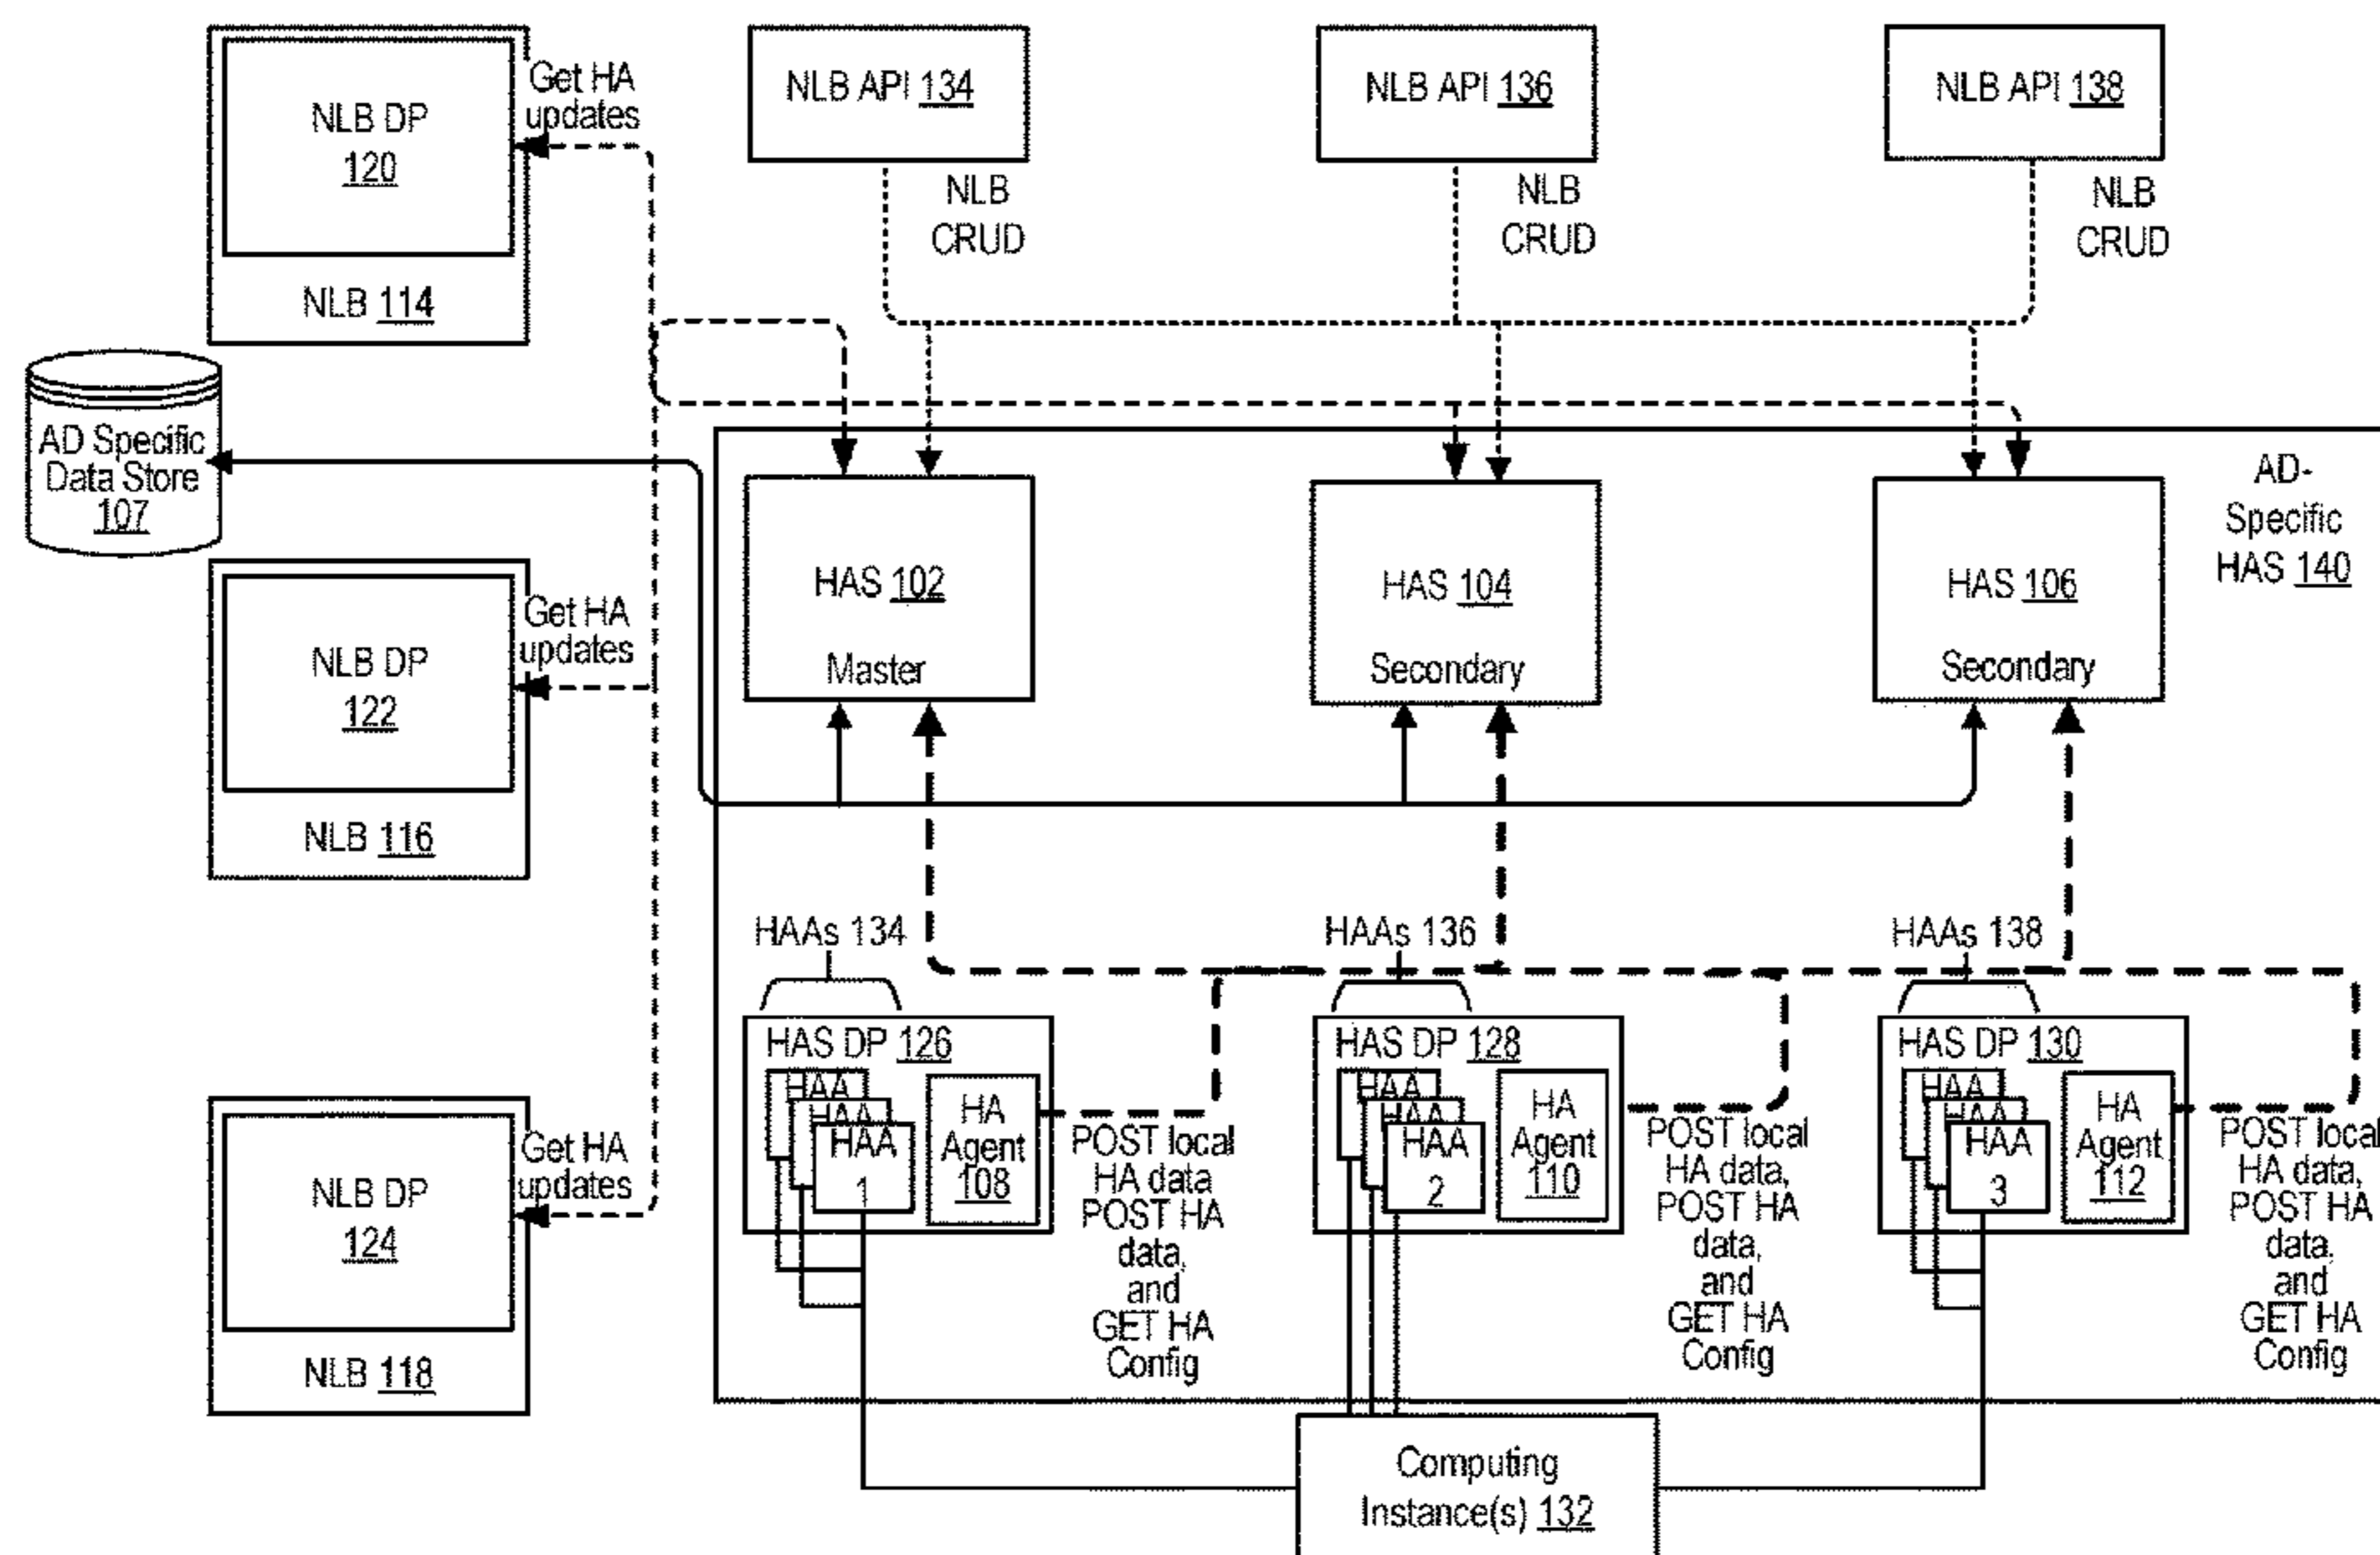 NLB DP
120
NLB 114
Get HA
updates
NLB API 134
NLB
CRUD
NLB API 136
NLB
CRUD
NLB API 138
NLB
CRUD
AD Specific
Data Store
107
NLB DP
122
NLB 116
Get HA
updates
HAS 102
Master
HAS 104
Secondary
HAS 106
Secondary
AD-
Specific
HAS 140
NLB DP
124
NLB 118
Get HA
updates
HAAs 134
HAS DP 126
HAA
HAA
HAA
1
HA
Agent
108
POST local
HA data
POST HA
data,
and
GET HA
Config
HAAs 136
HAS DP 128
HAA
HAA
HAA
2
HA
Agent
110
POST local
HA data,
POST HA
data,
and
GET HA
Config
HAAs 138
HAS DP 130
HAA
HAA
HAA
3
HA
Agent
112
POST local
HA data,
POST HA
data,
and
GET HA
Config
Computing
Instance(s) 132